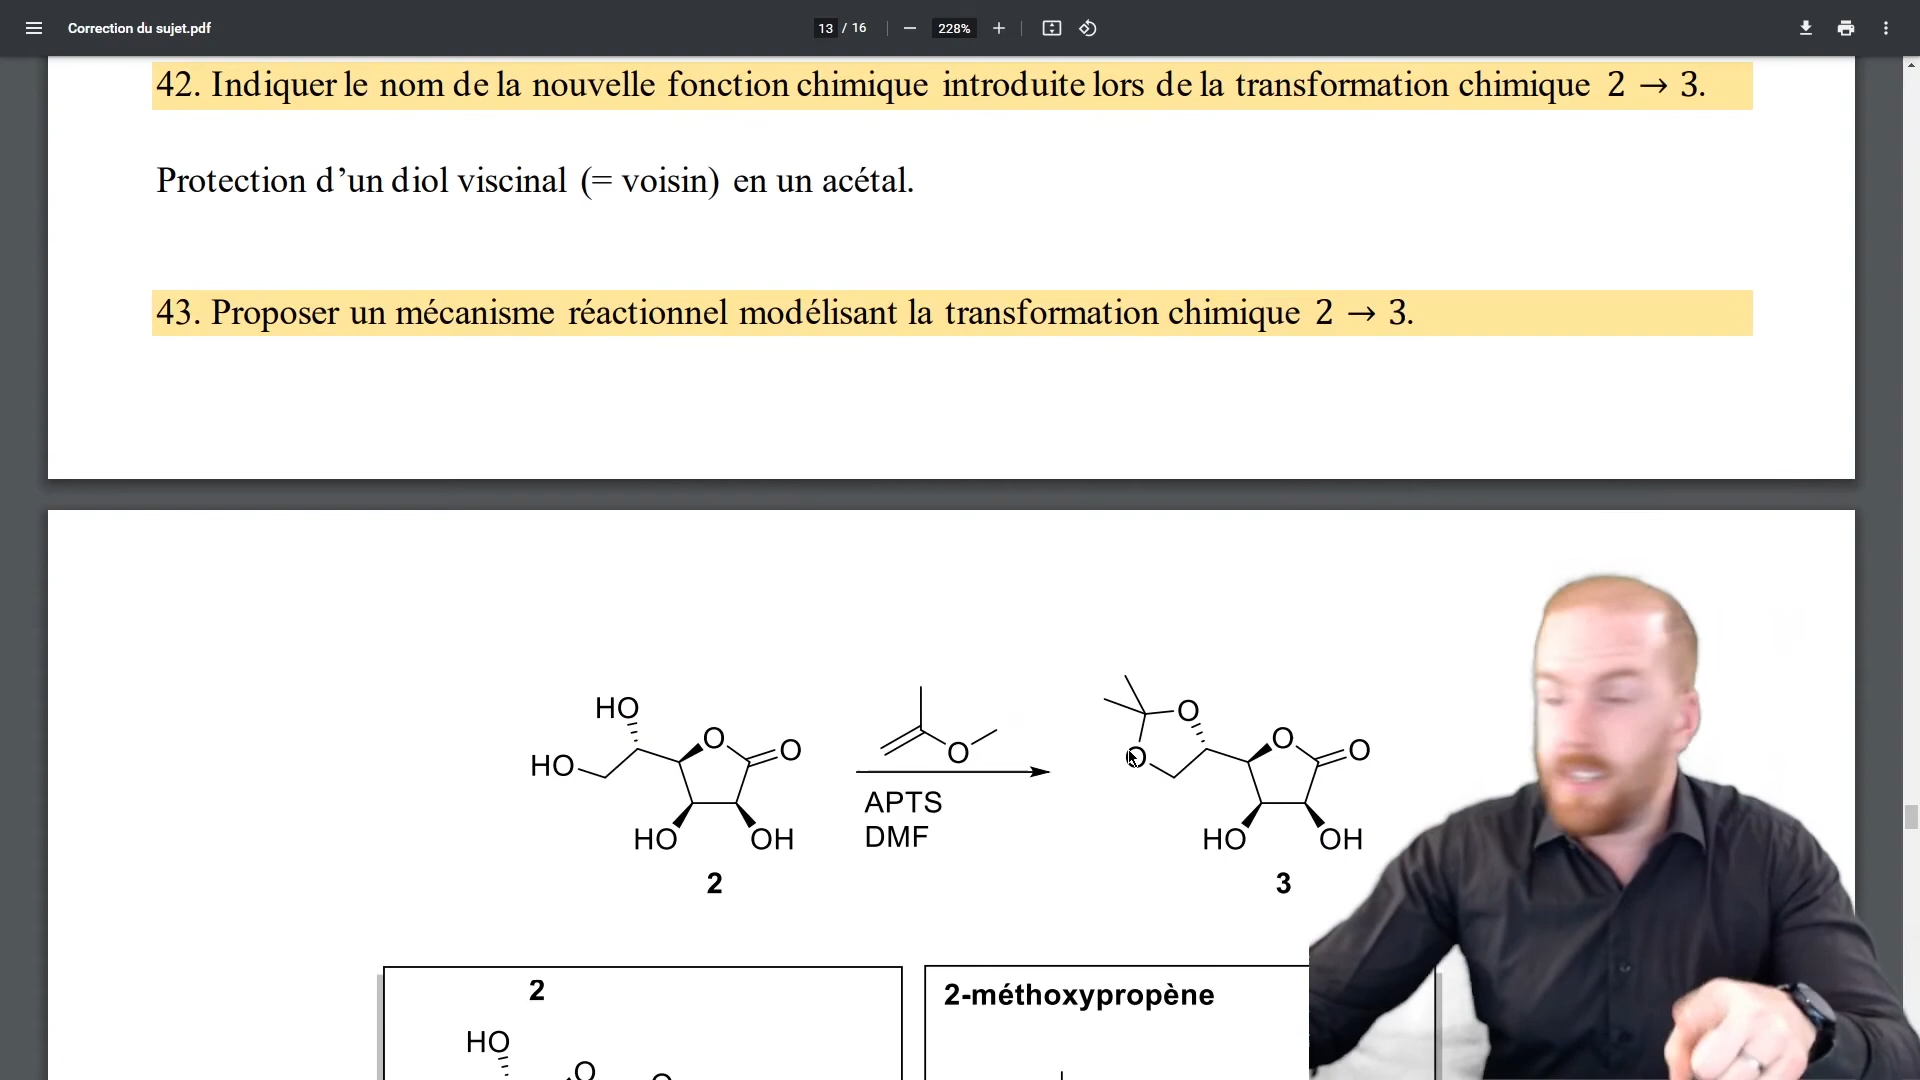 Correction du sujet.pdf
13 / 16
228%
42. Indiquer le nom de la nouvelle fonction chimique introduite lors de la transformation chimique 2 → 3.
Protection d’un diol viscinal (= voisin) en un acétal.
43. Proposer un mécanisme réactionnel modélisant la transformation chimique 2 → 3.
HO
HO
O
O
HO
OH
2
O
APTS
DMF
O
O
O
O
HO
OH
3
2
HO
O
O
2-méthoxypropène